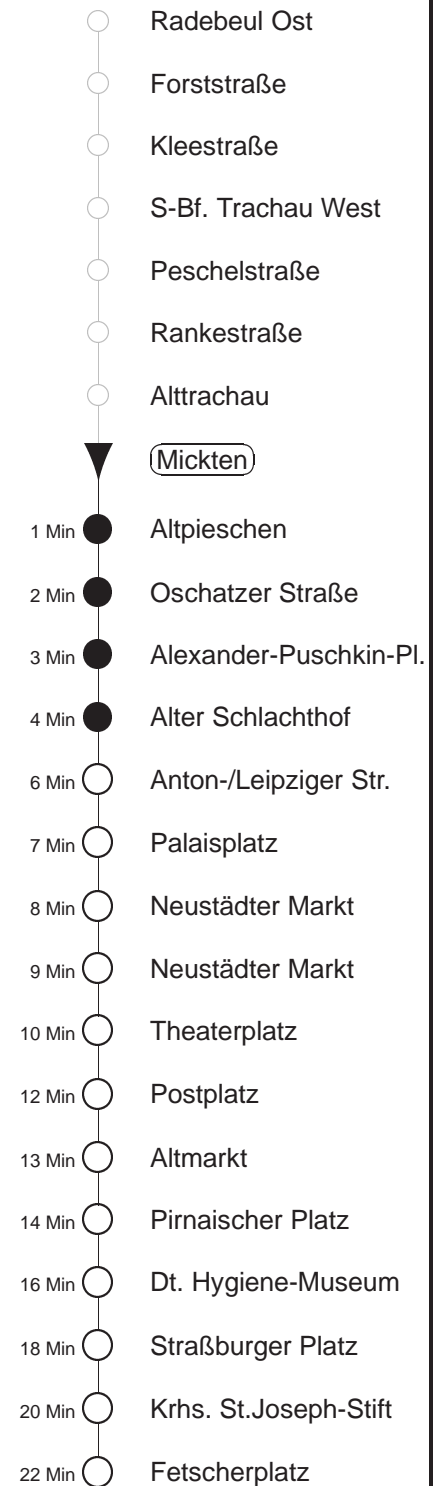 Radebeul Ost
Forststraße
Kleestraße
S-Bf. Trachau West
Peschelstraße
Rankestraße
Alttrachau
Mickten
1 Min Altpieschen
2 Min Oschatzer Straße
3 Min Alexander-Puschkin-Pl.
4 Min Alter Schlachthof
6 Min Anton-/Leipziger Str.
7 Min Palaisplatz
8 Min Neustädter Markt
9 Min Neustädter Markt
10 Min Theaterplatz
12 Min Postplatz
13 Min Altmarkt
14 Min Pirnaischer Platz
16 Min Dt. Hygiene-Museum
18 Min Straßburger Platz
20 Min Krhs. St.Joseph-Stift
22 Min Fetscherplatz